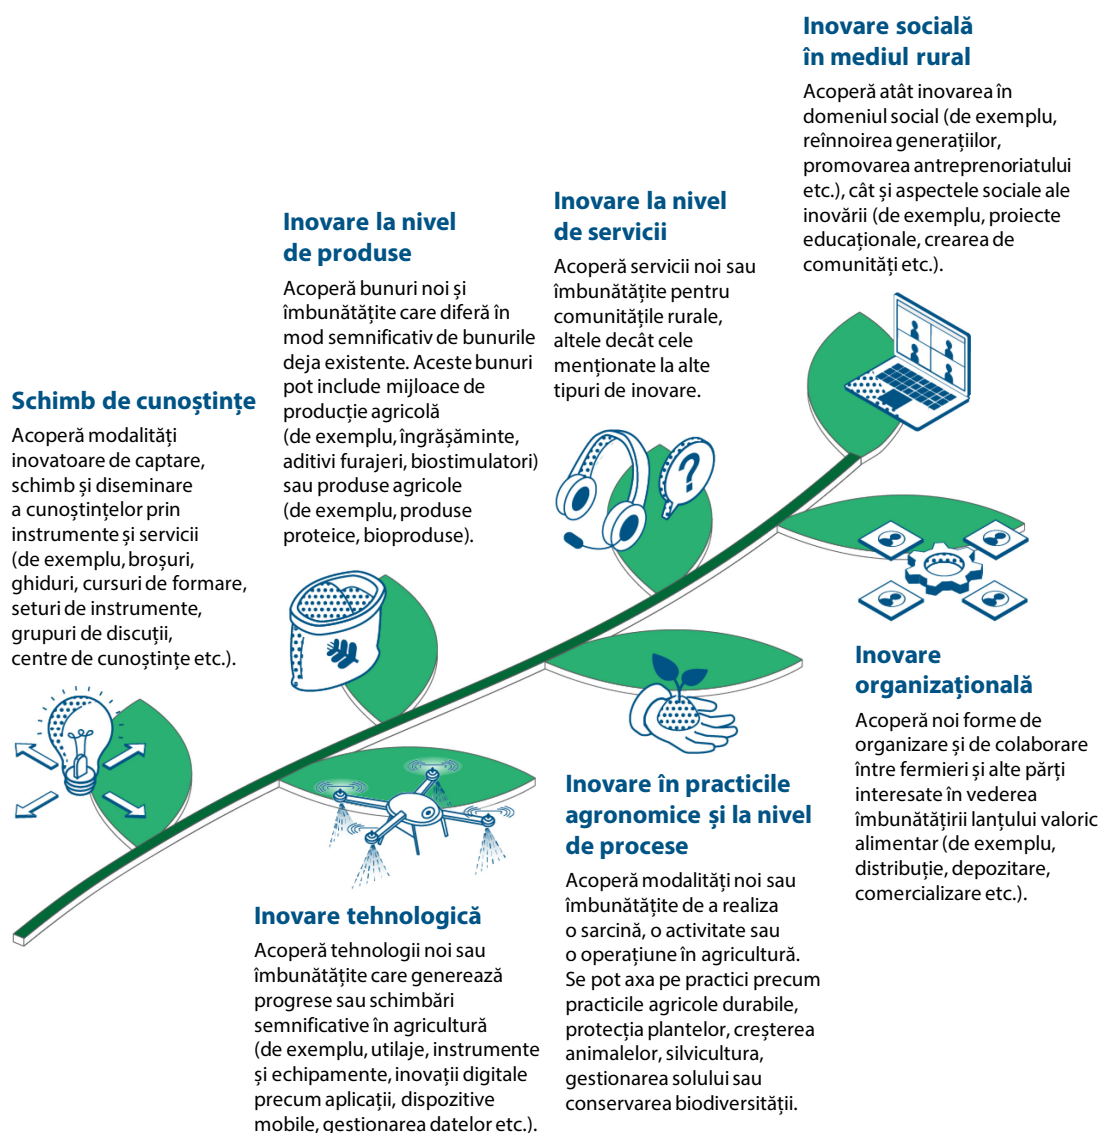 Inovare socială
în mediul rural
Acoperă atât inovarea în
domeniul social (de exemplu,
reînnoirea generațiilor,
promovarea antreprenoriatului
etc.), cât și aspectele sociale ale
inovării (de exemplu, proiecte
educaționale, crearea de
comunități etc.).
Inovare la nivel
de servicii
Acoperă servicii noi sau
îmbunătățite pentru
comunitățile rurale,
altele decât cele
menționate la alte
tipuri de inovare.
Inovare la nivel
de produse
Acoperă bunuri noi și
îmbunătățite care diferă în
mod semnificativ de bunurile
deja existente. Aceste bunuri
pot include mijloace de
producție agricolă
(de exemplu, îngrășăminte,
aditivi furajeri, biostimulatori)
sau produse agricole
(de exemplu, produse
proteice, bioproduse).
Schimb de cunoștințe
Acoperă modalități
inovatoare de captare,
schimb și diseminare
a cunoștințelor prin
instrumente și servicii
(de exemplu, broșuri,
ghiduri, cursuri de formare,
seturi de instrumente,
grupuri de discuții,
centre de cunoștințe etc.).
?
Inovare
organizațională
Acoperă noi forme de
organizare și de colaborare
între fermieri și alte părți
interesate în vederea
îmbunătățirii lanțului valoric
alimentar (de exemplu,
distribuție, depozitare,
comercializare etc.).
Inovare în practicile
agronomice și la nivel
de procese
Acoperă modalități noi sau
îmbunătățite de a realiza
o sarcină, o activitate sau
o operațiune în agricultură.
Se pot axa pe practici precum
practicile agricole durabile,
protecția plantelor, creșterea
animalelor, silvicultura,
gestionarea solului sau
conservarea biodiversității.
Inovare tehnologică
Acoperă tehnologii noi sau
îmbunătățite care generează
progrese sau schimbări
semnificative în agricultură
(de exemplu, utilaje, instrumente
și echipamente, inovații digitale
precum aplicații, dispozitive
mobile, gestionarea datelor etc.).